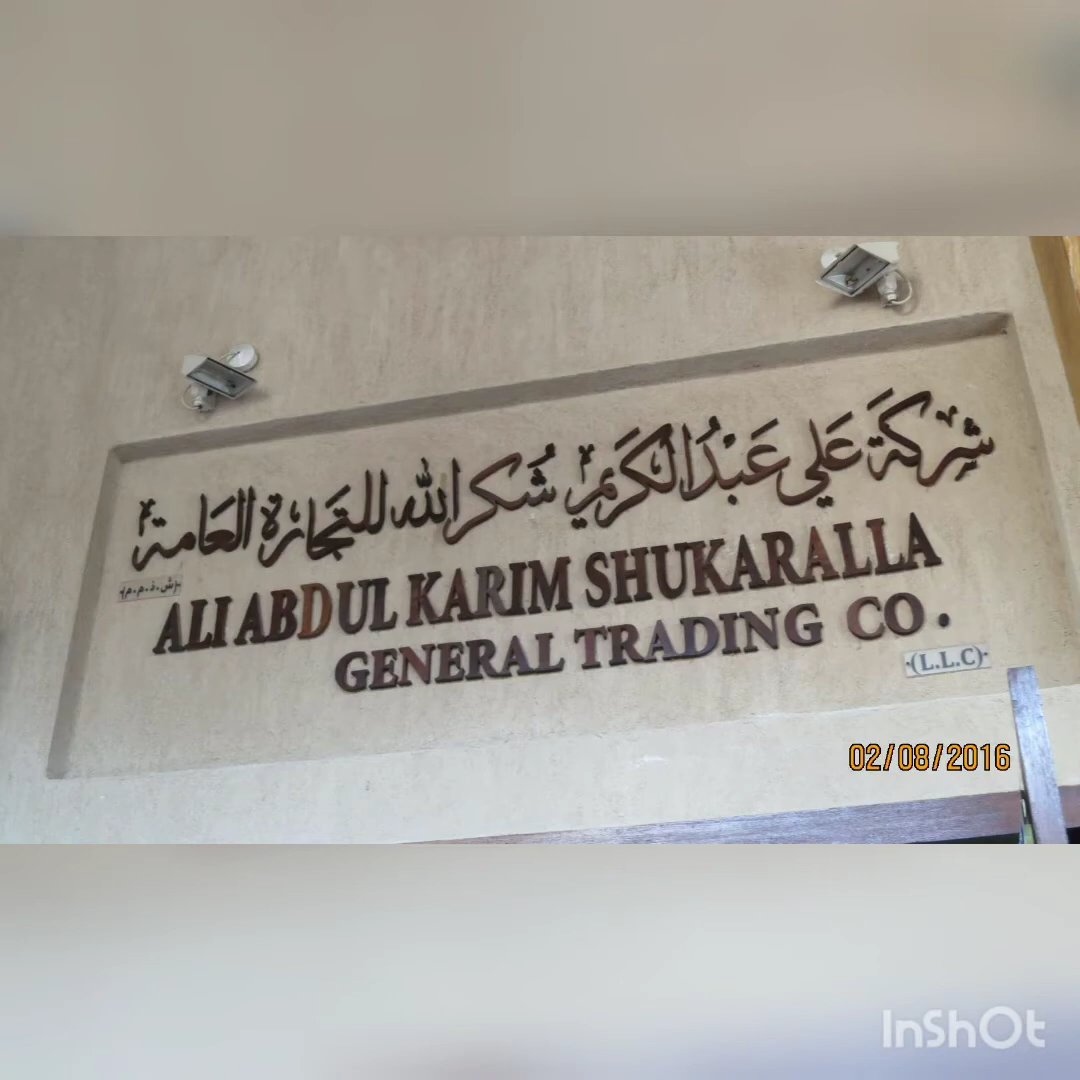 شركة علي عبدالكريم شكرالله للتجارة العامة
(ش.ذ.م.م)
ALI ABDUL KARIM SHUKARALLA
GENERAL TRADING CO.
(L.L.C)
02/08/2016
InShOt